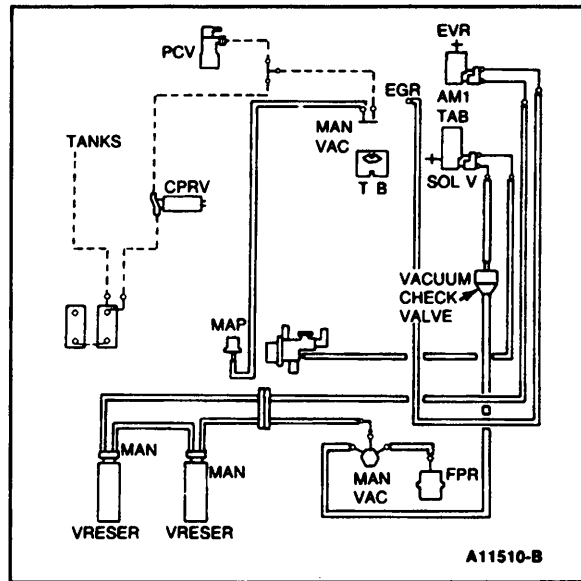 EVR
PCV
EGR
AM1
TAB
MAN
VAC
TANKS
T B
SOL V
CPRV
VACUUM
CHECK
VALVE
MAP
MAN
MAN
MAN
VAC
FPR
VRESER
VRESER
A11510-B